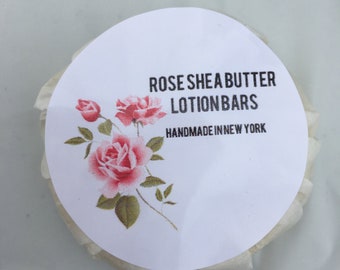 ROSE SHEA BUTTER
LOTION BARS
HANDMADE IN NEW YORK